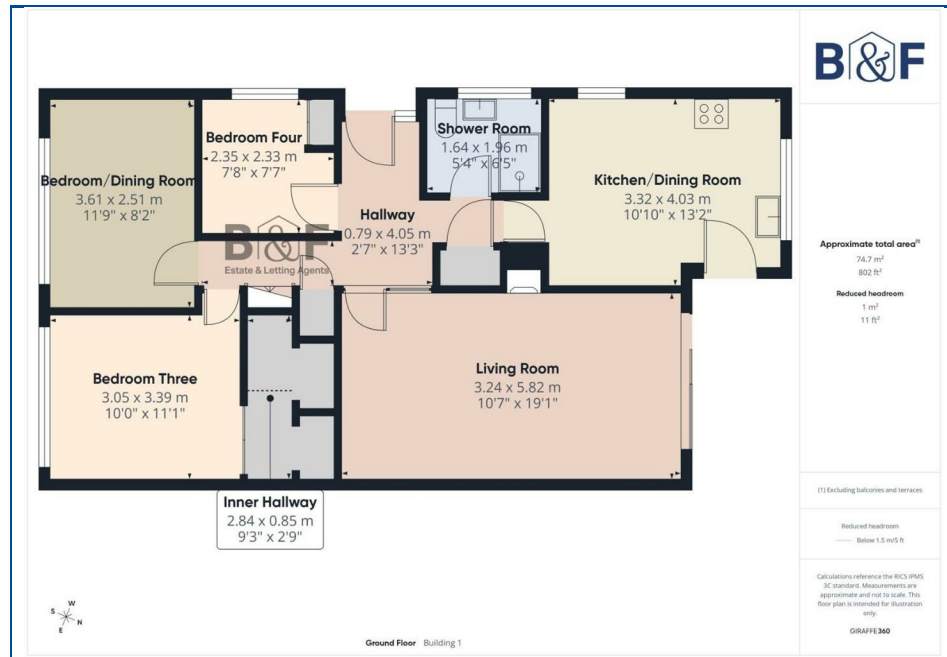 B&F
Bedroom Four
2.35 x 2.33 m
7'8" x 7'7"
Shower Room
1.64 x 1.96 m
5'4" x 6'5"
Bedroom/Dining Room
3.61 x 2.51 m
11'9" x 8'2"
Kitchen/Dining Room
3.32 x 4.03 m
10'10" x 13'2"
Hallway
0.79 x 4.05 m
2'7" x 13'3"
B&F
Estate & Letting Agents
Living Room
3.24 x 5.82 m
10'7" x 19'1"
Bedroom Three
3.05 x 3.39 m
10'0" x 11'1"
Inner Hallway
2.84 x 0.85 m
9'3" x 2'9"
Approximate total area(1)
74.7 m²
802 ft²
Reduced headroom
1 m²
11 ft²
(1) Excluding balconies and terraces
Reduced headroom
Below 1.5 m/5 ft
Calculations reference the RICS IPMS
3C standard. Measurements are
approximate and not to scale. This
floor plan is intended for illustration
only.
GIRAFFE360
W
S
N
E
Ground Floor Building 1